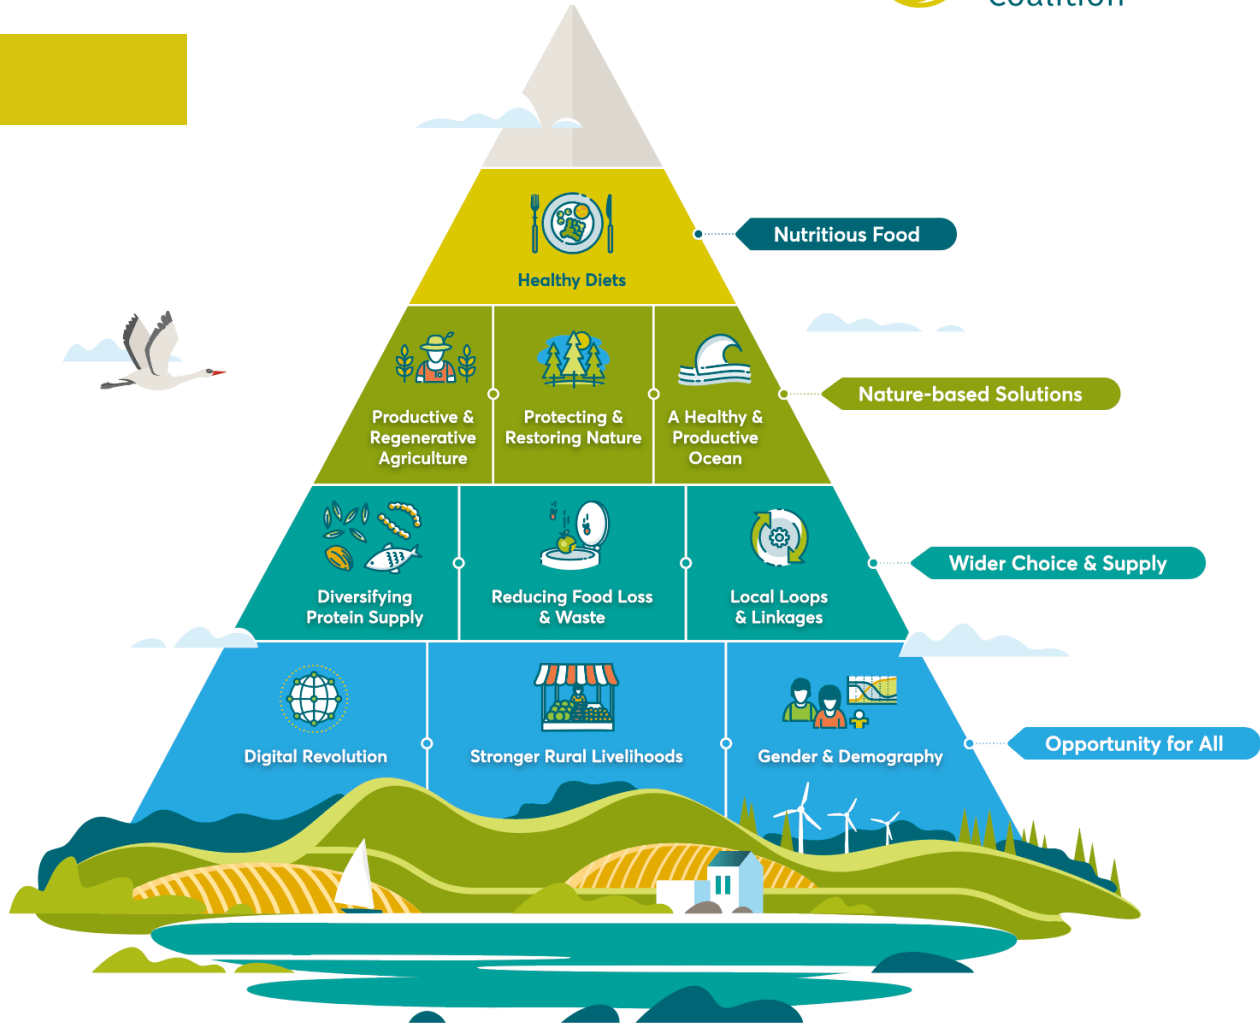 Coalition
Healthy Diets
Nutritious Food
Productive &
Regenerative
Agriculture
Protecting &
Restoring Nature
A Healthy &
Productive
Ocean
Nature-based Solutions
Diversifying
Protein Supply
Reducing Food Loss
& Waste
Local Loops
& Linkages
Wider Choice & Supply
Digital Revolution
Stronger Rural Livelihoods
Gender & Demography
Opportunity for All